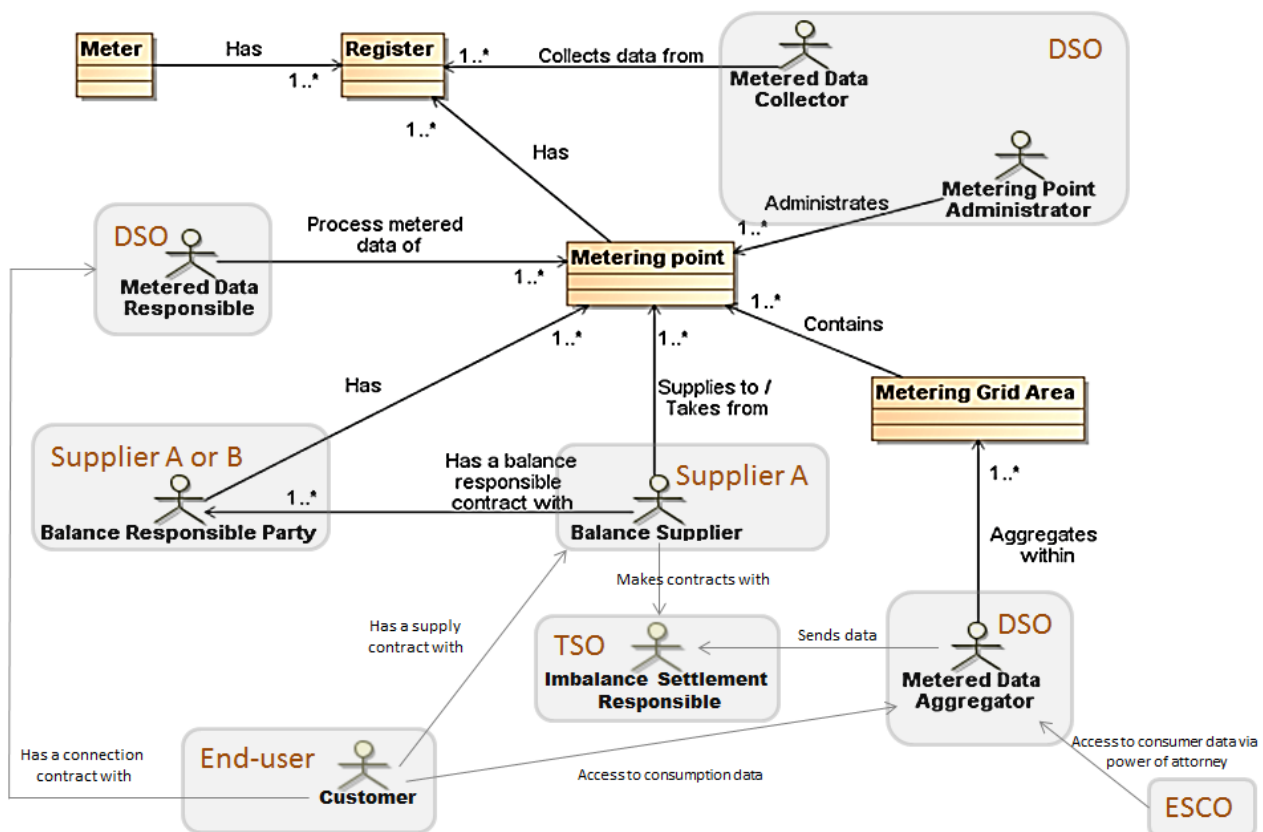 Meter
Has
1..*
Register
1..*
Collects data from
Metered Data
Collector
DSO
1..*
Has
Metering Point
Administrator
Administrates
1..*
DSO
Metered Data
Responsible
Process metered
data of
1..*
Metering point
1..*
1..*
1..*
Contains
Has
Supplies to /
Takes from
Metering Grid Area
Supplier A or B
Balance Responsible Party
1..*
Has a balance
responsible
contract with
Supplier A
Balance Supplier
1..*
Aggregates
within
Makes contracts with
Has a supply
contract with
TSO
Imbalance Settlement
Responsible
Sends data
DSO
Metered Data
Aggregator
End-user
Customer
Has a connection
contract with
Access to consumption data
Access to consumer data via
power of attorney
ESCO